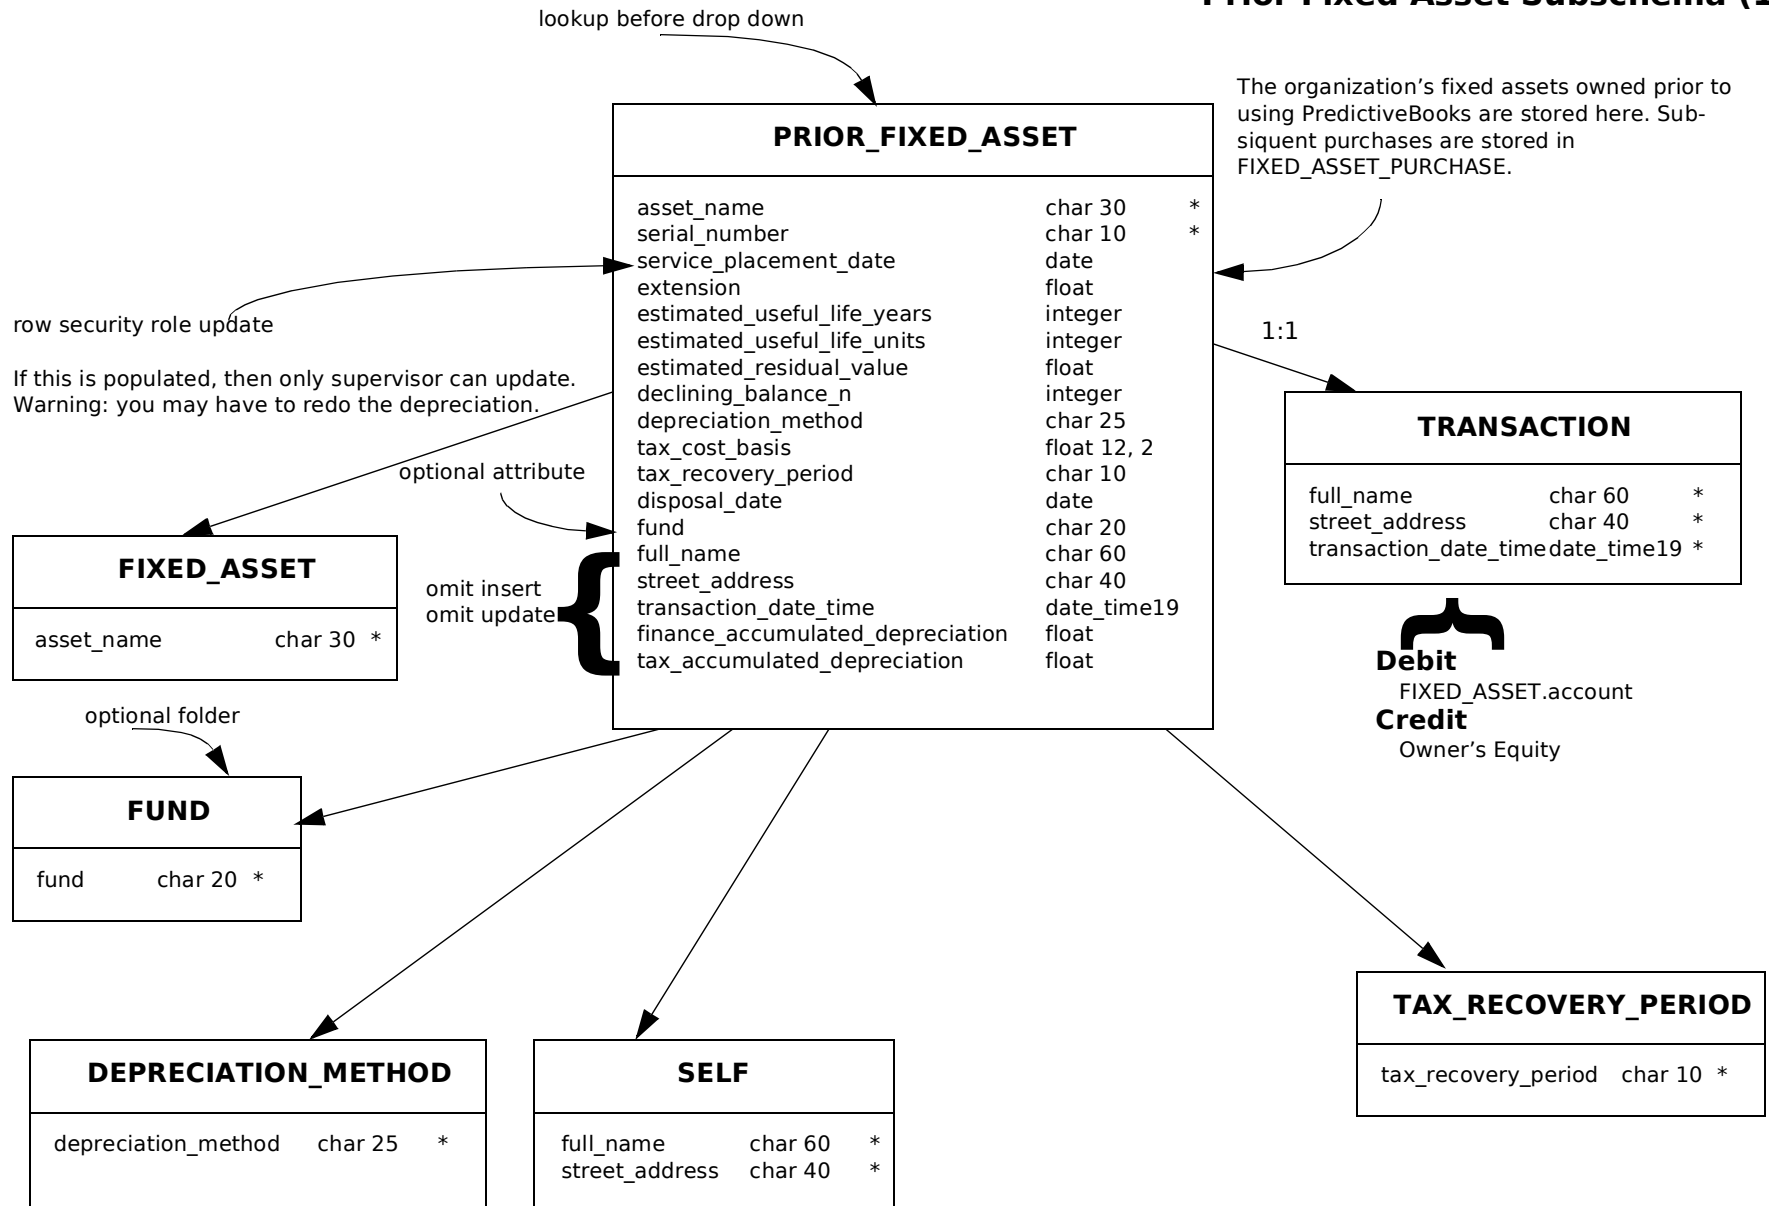 lookup before drop down
Prior Fixed Asset Subschema (1
The organization’s fixed assets owned prior to
using PredictiveBooks are stored here. Sub-
siquent purchases are stored in
FIXED_ASSET_PURCHASE.
PRIOR_FIXED_ASSET
asset_name char 30 *
serial_number char 10 *
service_placement_date date
extension float
estimated_useful_life_years integer
estimated_useful_life_units integer
estimated_residual_value float
declining_balance_n integer
depreciation_method char 25
tax_cost_basis float 12, 2
tax_recovery_period char 10
disposal_date date
fund char 20
full_name char 60
street_address char 40
transaction_date_time date_time19
finance_accumulated_depreciation float
tax_accumulated_depreciation float
row security role update
If this is populated, then only supervisor can update.
Warning: you may have to redo the depreciation.
optional attribute
omit insert
omit update
{
1:1
TRANSACTION
full_name char 60 *
street_address char 40 *
transaction_date_time date_time19 *
{
Debit
FIXED_ASSET.account
Credit
Owner’s Equity
FIXED_ASSET
asset_name char 30 *
optional folder
FUND
fund char 20 *
DEPRECIATION_METHOD
depreciation_method char 25 *
SELF
full_name char 60 *
street_address char 40 *
TAX_RECOVERY_PERIOD
tax_recovery_period char 10 *